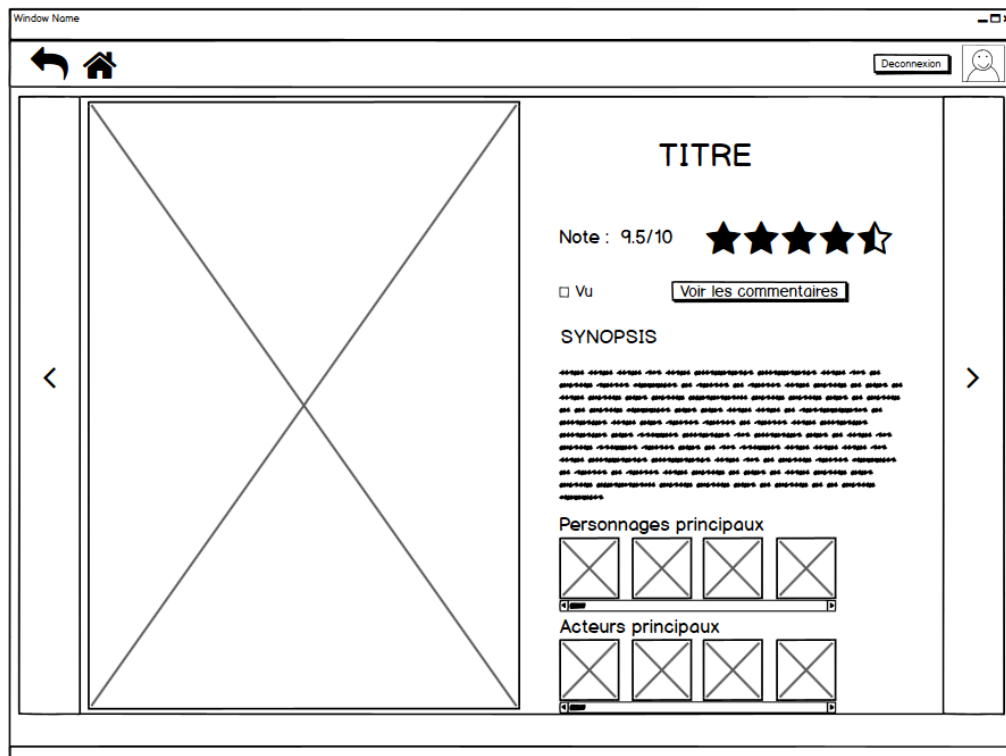 Window Name
Deconnexion
TITRE
Note : 9.5/10
Vu
Voir les commentaires
SYNOPSIS
Personnages principaux
Acteurs principaux